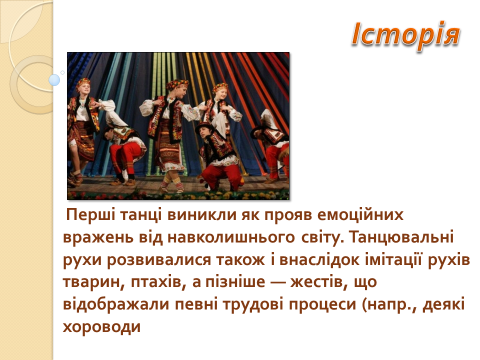 Історія
Перші танці виникли як прояв емоційних
вражень від навколишнього світу. Танцювальні
рухи розвивалися також і внаслідок імітації рухів
тварин, птахів, а пізніше — жестів, що
відображали певні трудові процеси (напр., деякі
хороводи